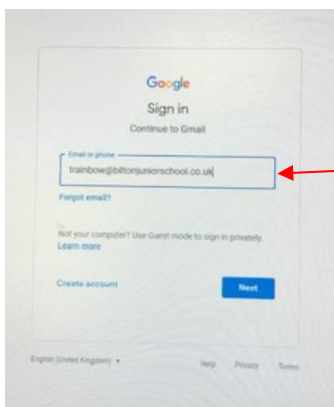 Google
Sign in
Continue to Gmail
Email or phone
trainbow@biltonjuniorschool.co.uk
Forgot email?
Not your computer? Use Guest mode to sign in privately.
Learn more
Create account
Next
English (United Kingdom)
Help Privacy Terms